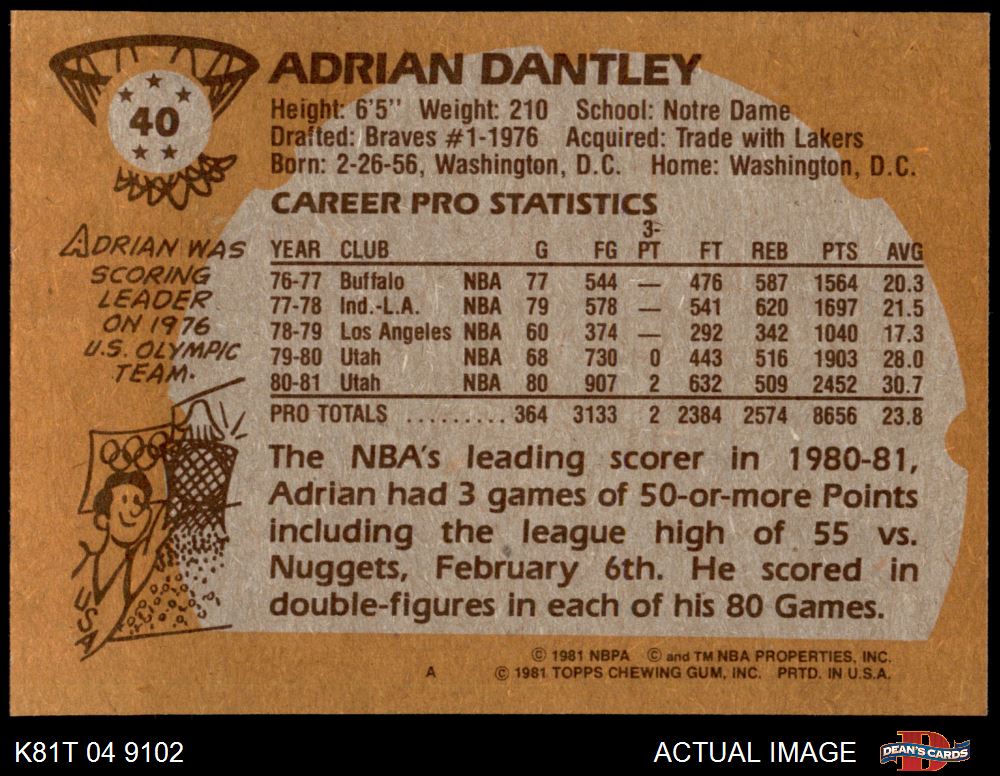 40
ADRIAN DANTLEY
Height: 6'5" Weight: 210 School: Notre Dame
Drafted: Braves #1-1976 Acquired: Trade with Lakers
Born: 2-26-56, Washington, D.C. Home: Washington, D.C.
CAREER PRO STATISTICS
YEAR CLUB G FG 3-PT FT REB PTS AVG
76-77 Buffalo NBA 77 544 — 476 587 1564 20.3
77-78 Ind.-L.A. NBA 79 578 — 541 620 1697 21.5
78-79 Los Angeles NBA 60 374 — 292 342 1040 17.3
79-80 Utah NBA 68 730 0 443 516 1903 28.0
80-81 Utah NBA 80 907 2 632 509 2452 30.7
PRO TOTALS .......... 364 3133 2 2384 2574 8656 23.8
ADRIAN WAS
SCORING
LEADER
ON 1976
U.S. OLYMPIC
TEAM.
USA
The NBA's leading scorer in 1980-81,
Adrian had 3 games of 50-or-more Points
including the league high of 55 vs.
Nuggets, February 6th. He scored in
double-figures in each of his 80 Games.
© 1981 NBPA © and TM NBA PROPERTIES, INC.
A © 1981 TOPPS CHEWING GUM, INC. PRTD. IN U.S.A.
K81T 04 9102 ACTUAL IMAGE DEAN'S CARDS